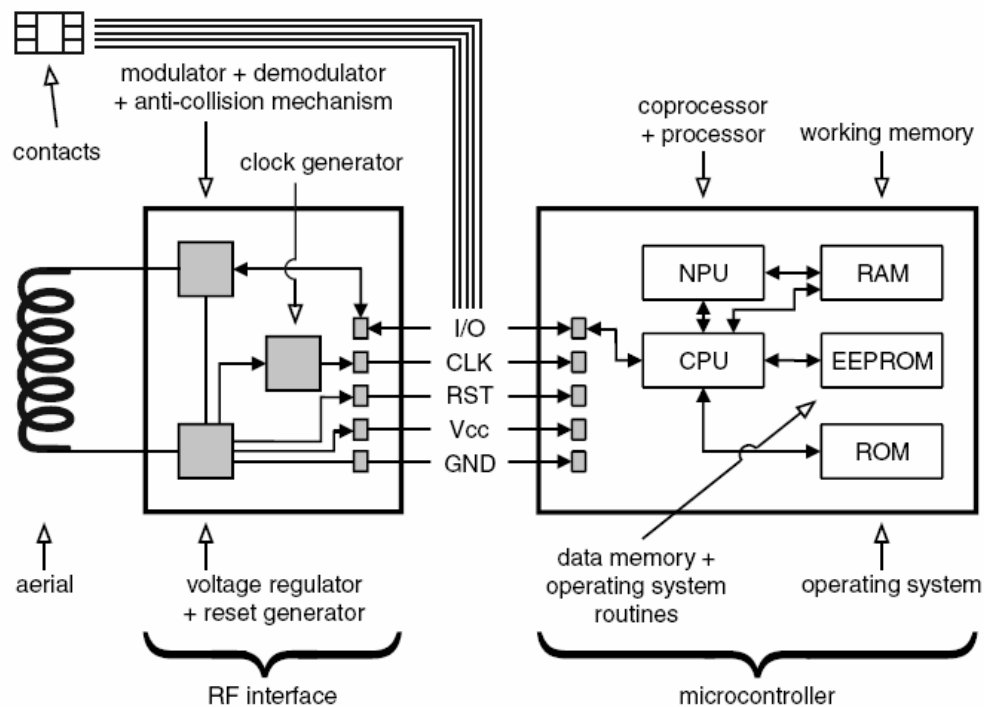 modulator + demodulator
+ anti-collision mechanism
contacts
clock generator
coprocessor
+ processor
working memory
NPU
RAM
I/O
CLK
CPU
EEPROM
RST
Vcc
GND
ROM
aerial
voltage regulator
+ reset generator
data memory +
operating system
routines
operating system
RF interface
microcontroller